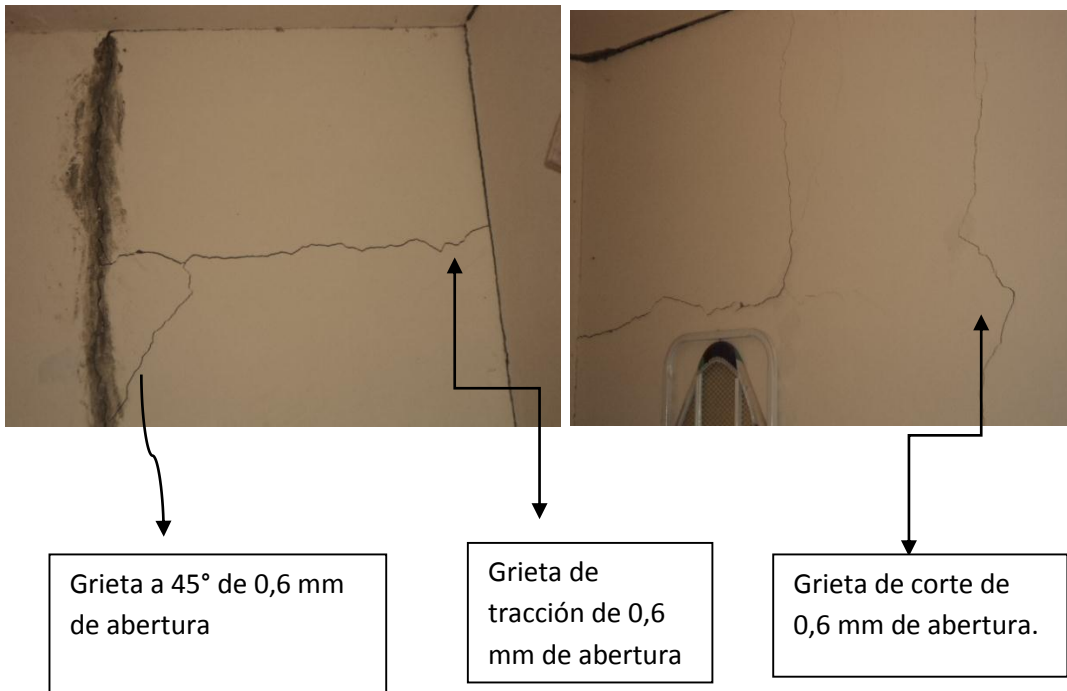 Grieta a 45° de 0,6 mm
de abertura
Grieta de
tracción de 0,6
mm de abertura
Grieta de corte de
0,6 mm de abertura.